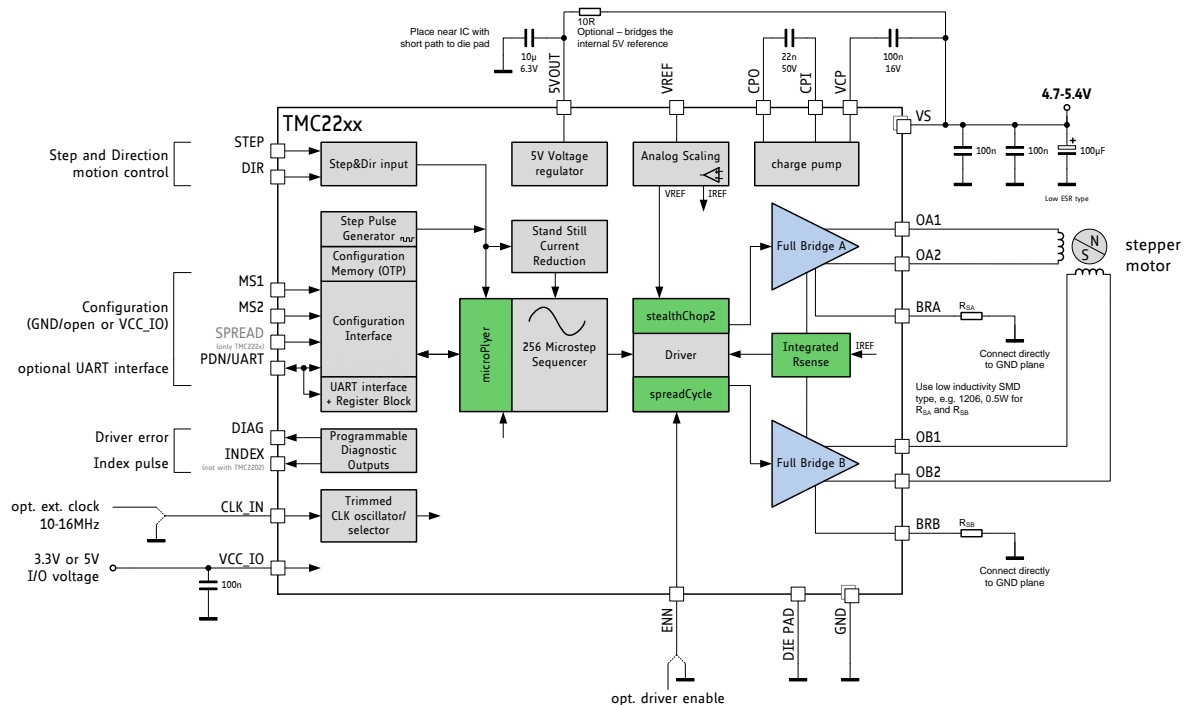 10R
Optional – bridges the
internal 5V reference
Place near IC with
short path to die pad
10µ
6.3V
22n
50V
100n
16V
5VOUT
VREF
CPO
CPI
VCP
4.7-5.4V
VS
TMC22xx
100n
100n
+
100µF
Low ESR type
Step and Direction
motion control
STEP
DIR
Step&Dir input
5V Voltage
regulator
Analog Scaling
VREF
IREF
charge pump
Step Pulse
Generator
Configuration
Memory (OTP)
Configuration
Interface
UART interface
+ Register Block
Stand Still
Current
Reduction
Full Bridge A
OA1
OA2
N
S
stepper
motor
Configuration
(GND/open or VCC_IO)
optional UART interface
MS1
MS2
SPREAD
(only TMC222x)
PDN/UART
microPlyer
256 Microstep
Sequencer
stealthChop2
Driver
spreadCycle
Integrated
Rsense
IREF
BRA
RSA
Connect directly
to GND plane
Use low inductivity SMD
type, e.g. 1206, 0.5W for
RSA and RSB
Driver error
Index pulse
DIAG
INDEX
(not with TMC2202)
Programmable
Diagnostic
Outputs
Full Bridge B
OB1
OB2
opt. ext. clock
10-16MHz
CLK_IN
Trimmed
CLK oscillator/
selector
BRB
RSB
Connect directly
to GND plane
3.3V or 5V
I/O voltage
VCC_IO
100n
ENN
DIE PAD
GND
opt. driver enable